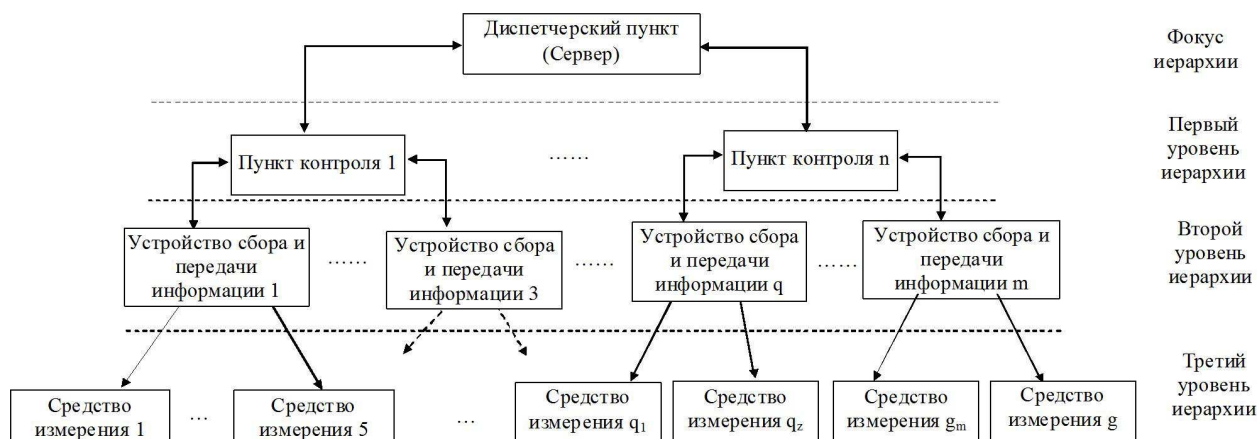 Диспетчерский пункт
(Сервер)
Фокус
иерархии
Пункт контроля 1
......
Пункт контроля n
Первый
уровень
иерархии
Устройство сбора и
передачи
информации 1
......
Устройство сбора
и передачи
информации 3
......
Устройство сбора
и передачи
информации q
......
Устройство сбора и
передачи
информации m
Второй
уровень
иерархии
Средство
измерения 1
...
Средство
измерения 5
...
Средство
измерения q₁
Средство
измерения qz
Средство
измерения gm
Средство
измерения g
Третий
уровень
иерархии